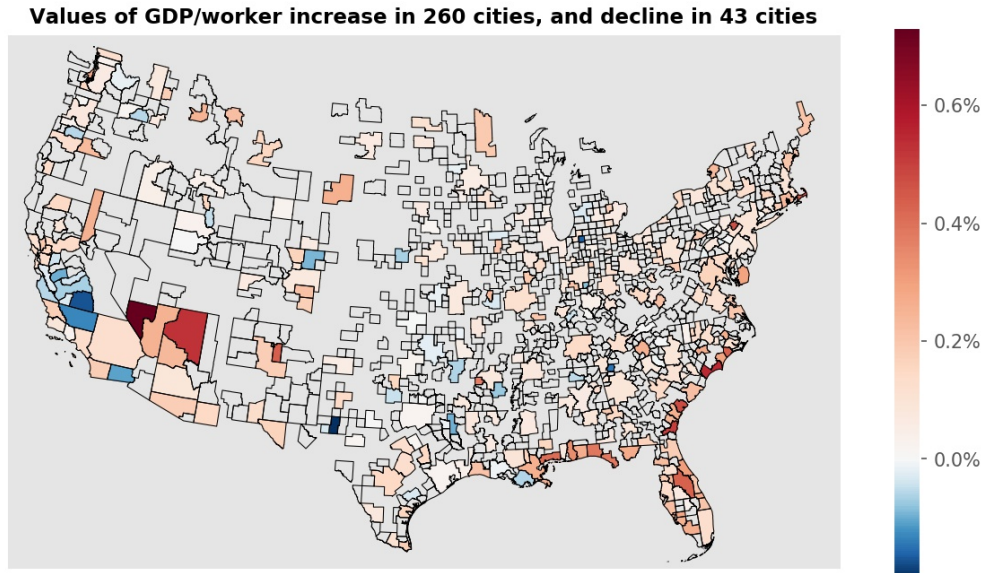 Values of GDP/worker increase in 260 cities, and decline in 43 cities
0.6%
0.4%
0.2%
0.0%